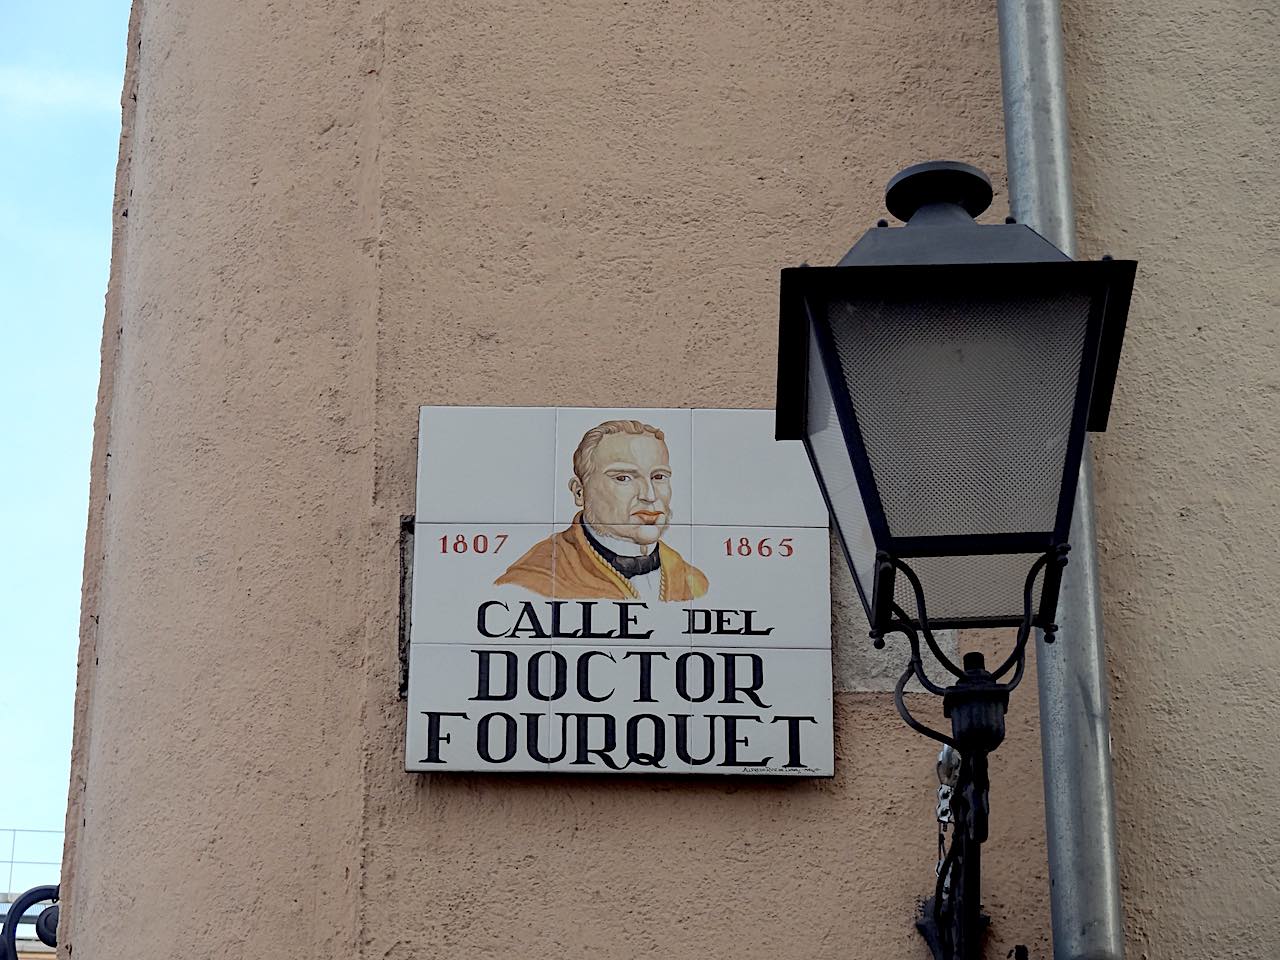 1807 1865
CALLE DEL
DOCTOR
FOURQUET